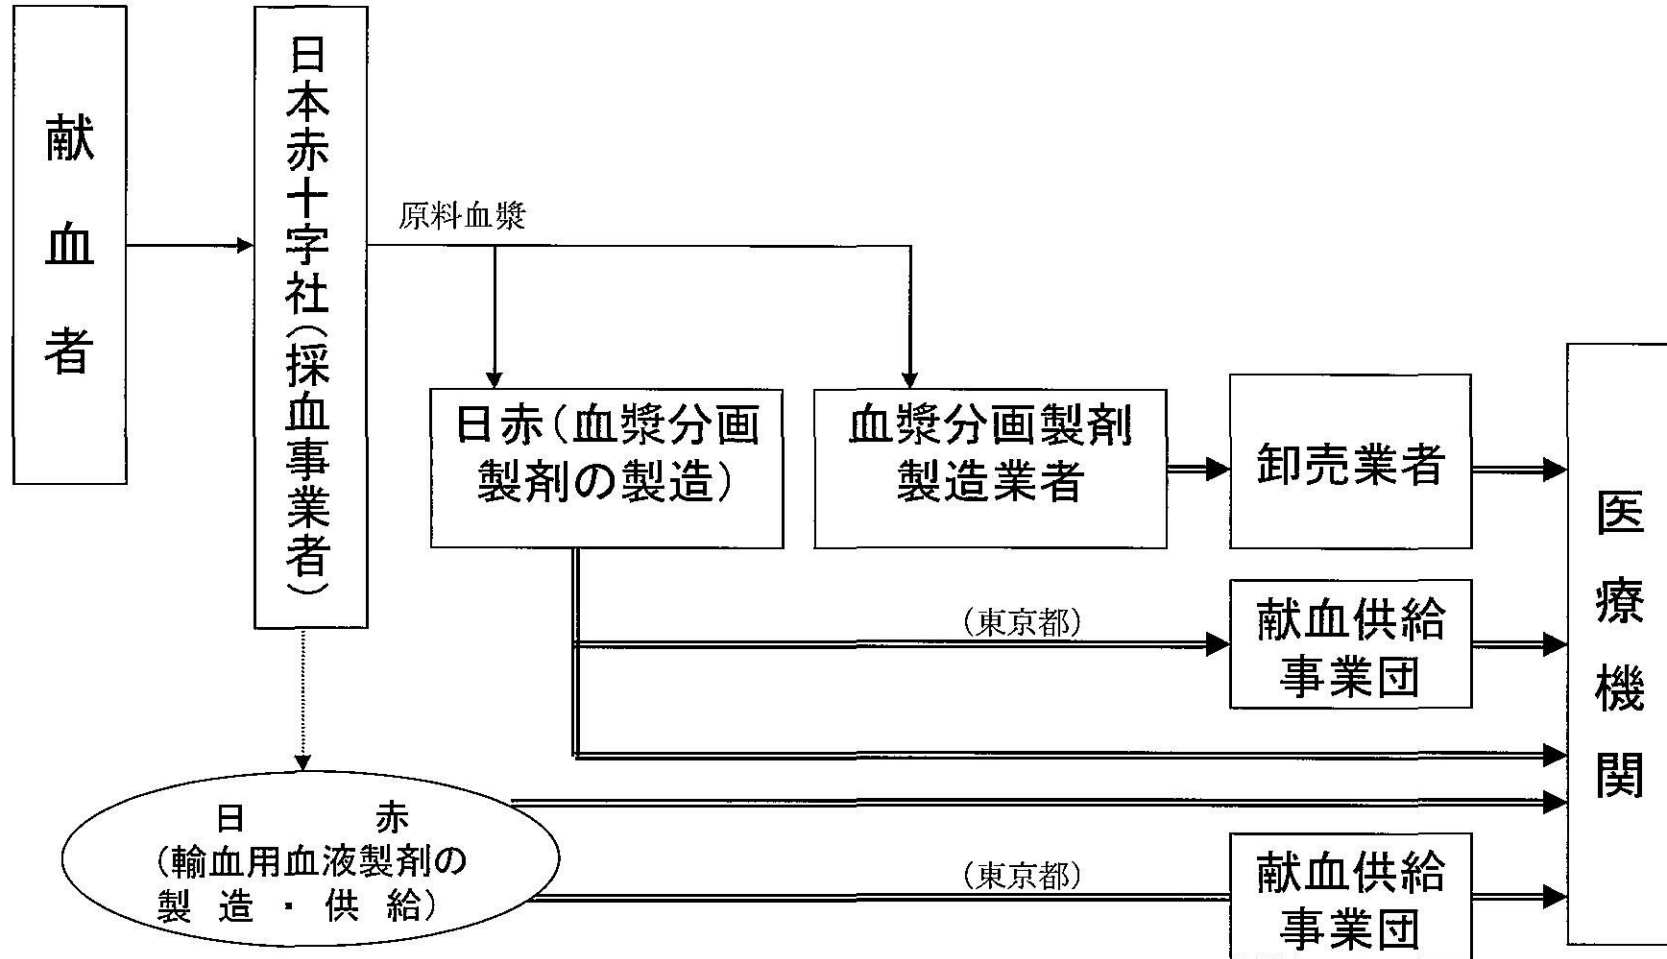 献血者
日本赤十字社（採血事業者）
原料血漿
日赤（血漿分画
製剤の製造）
血漿分画製剤
製造業者
卸売業者
（東京都）
献血供給
事業団
医療機関
日　赤
（輸血用血液製剤の
製造・供給）
（東京都）
献血供給
事業団